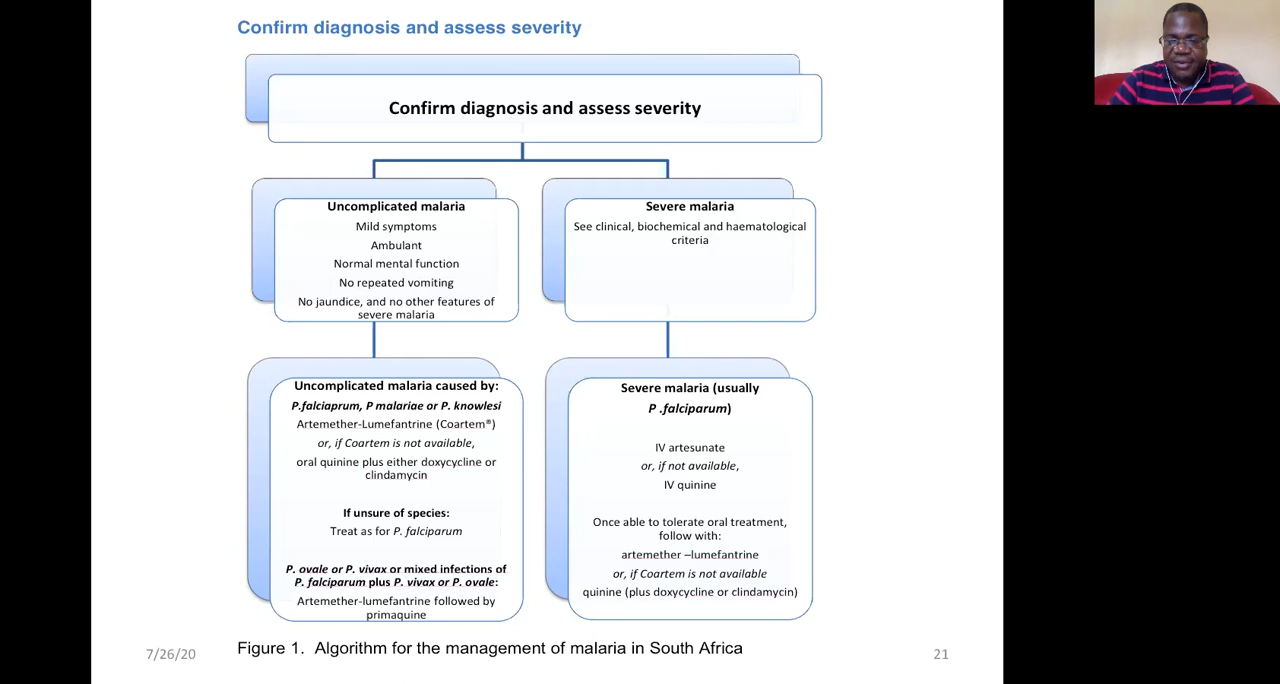 Confirm diagnosis and assess severity
Confirm diagnosis and assess severity
Uncomplicated malaria
Mild symptoms
Ambulant
Normal mental function
No repeated vomiting
No jaundice, and no other features of
severe malaria
Severe malaria
See clinical, biochemical and haematological
criteria
Uncomplicated malaria caused by:
P.falciaprum, P malariae or P. knowlesi
Artemether-Lumefantrine (Coartem®)
or, if Coartem is not available,
oral quinine plus either doxycycline or
clindamycin
If unsure of species:
Treat as for P. falciparum
P. ovale or P. vivax or mixed infections of
P. falciparum plus P. vivax or P. ovale:
Artemether-lumefantrine followed by
primaquine
Severe malaria (usually
P .falciparum)
IV artesunate
or, if not available,
IV quinine
Once able to tolerate oral treatment,
follow with:
artemether –lumefantrine
or, if Coartem is not available
quinine (plus doxycycline or clindamycin)
7/26/20
Figure 1. Algorithm for the management of malaria in South Africa
21